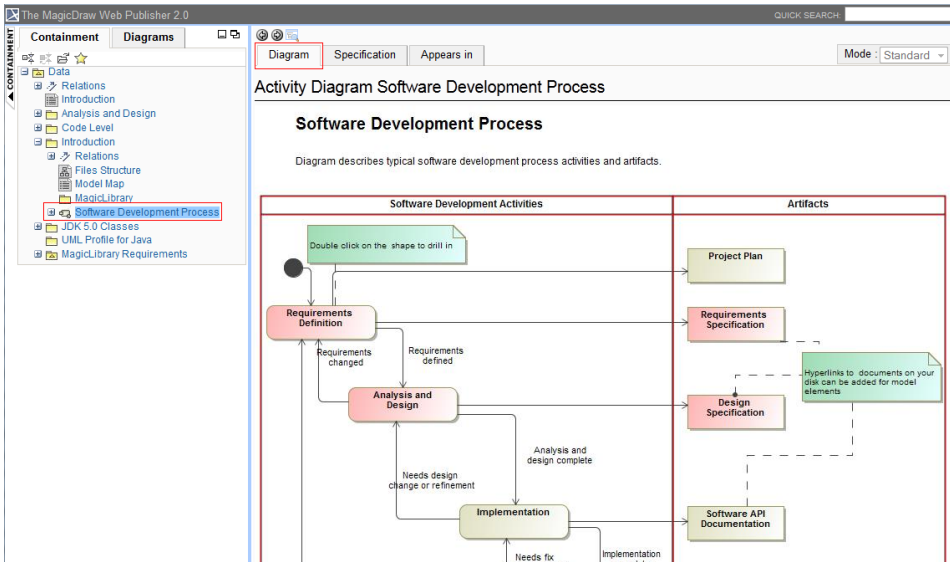 The MagicDraw Web Publisher 2.0
QUICK SEARCH:
CONTAINMENT
Containment
Diagrams
Data
Relations
Introduction
Analysis and Design
Code Level
Introduction
Relations
Files Structure
Model Map
MagicLibrary
Software Development Process
JDK 5.0 Classes
UML Profile for Java
MagicLibrary Requirements
Diagram
Specification
Appears in
Mode :
Standard
Activity Diagram Software Development Process
Software Development Process
Diagram describes typical software development process activities and artifacts.
Software Development Activities
Artifacts
Double click on the shape to drill in
Project Plan
Requirements
Definition
Requirements
Specification
Requirements
changed
Requirements
defined
Hyperlinks to documents on your
disk can be added for model
elements
Analysis and
Design
Design
Specification
Analysis and
design complete
Needs design
change or refinement
Implementation
Software API
Documentation
Needs fix
Implementation